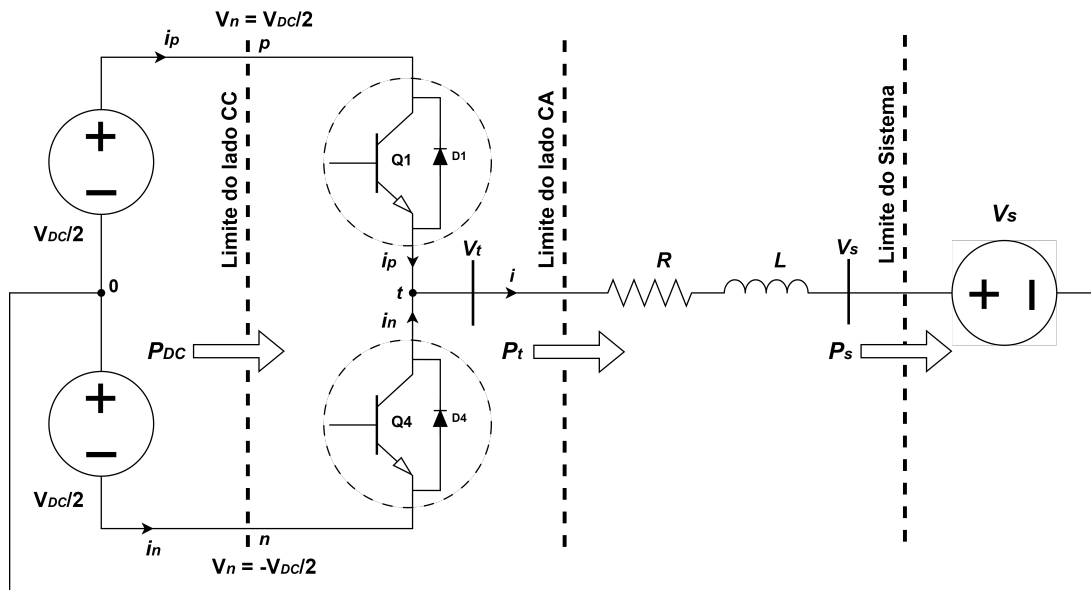 Vn = VDC/2
ip
p
Limite do lado CC
Limite do lado CA
Limite do Sistema
Q1
D1
VDC/2
Vs
ip
Vt
i
R
L
Vs
0
t
in
PDC
Pt
Ps
Q4
D4
VDC/2
in
n
Vn = -VDC/2